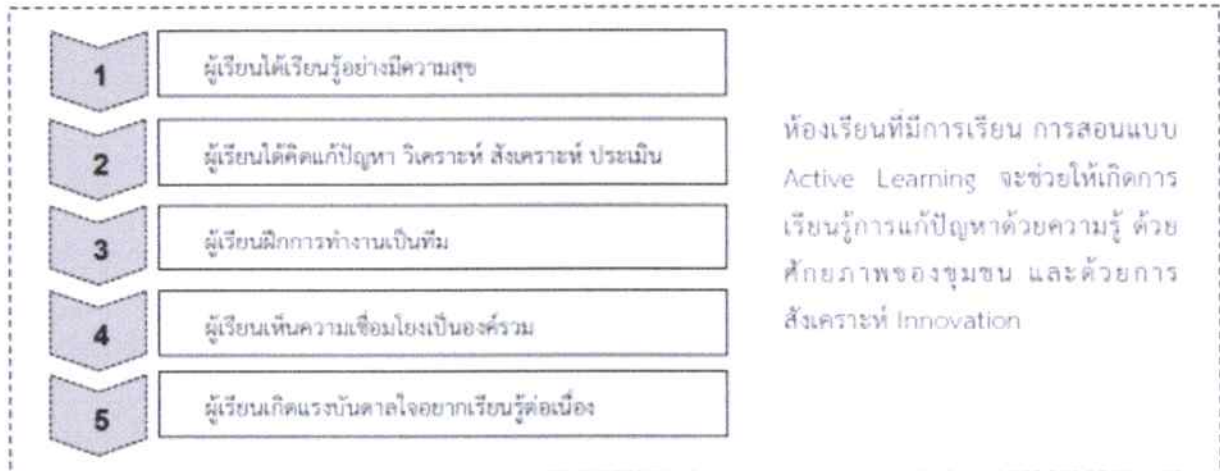 1
ผู้เรียนได้เรียนรู้อย่างมีความสุข
2
ผู้เรียนได้คิดแก้ปัญหา วิเคราะห์ สังเคราะห์ ประเมิน
3
ผู้เรียนฝึกการทำงานเป็นทีม
4
ผู้เรียนเห็นความเชื่อมโยงเป็นองค์รวม
5
ผู้เรียนเกิดแรงบันดาลใจอยากเรียนรู้ต่อเนื่อง
ห้องเรียนที่มีการเรียน การสอนแบบ
Active Learning จะช่วยให้เกิดการ
เรียนรู้การแก้ปัญหาด้วยความรู้ ด้วย
ศักยภาพของชุมชน และด้วยการ
สังเคราะห์ Innovation